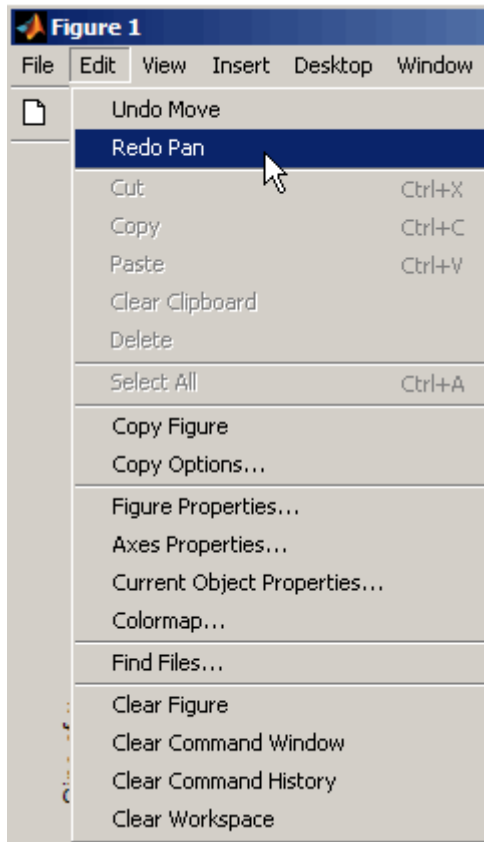 Figure 1
File Edit View Insert Desktop Window
Undo Move
Redo Pan
Cut Ctrl+X
Copy Ctrl+C
Paste Ctrl+V
Clear Clipboard
Delete
Select All Ctrl+A
Copy Figure
Copy Options...
Figure Properties...
Axes Properties...
Current Object Properties...
Colormap...
Find Files...
Clear Figure
Clear Command Window
Clear Command History
Clear Workspace